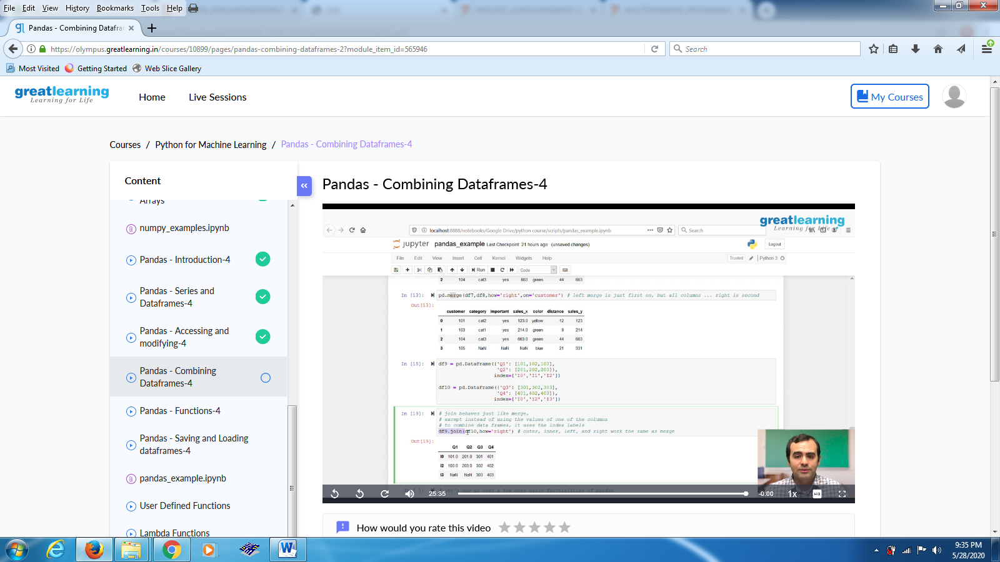 File Edit View History Bookmarks Tools Help
Pandas - Combining Datafra
https://olympus.greatlearning.in/courses/10899/pages/pandas-combining-dataframes-2?module_item_id=565946
Search
Most Visited Getting Started Web Slice Gallery
greatlearning
Learning for Life
Home Live Sessions
My Courses
Courses / Python for Machine Learning / Pandas - Combining Dataframes-4
Content
Arrays
numpy_examples.ipynb
Pandas - Introduction-4
Pandas - Series and
Dataframes-4
Pandas - Accessing and
modifying-4
Pandas - Combining
Dataframes-4
Pandas - Functions-4
Pandas - Saving and Loading
dataframes-4
pandas_example.ipynb
User Defined Functions
Lambda Functions
Pandas - Combining Dataframes-4
greatlearning
Learning for Life
localhost:8888/notebooks/Google Drive/python course/scripts/pandas_example.ipynb
Search
jupyter pandas_example Last Checkpoint: 21 hours ago (unsaved changes)
Logout
File Edit View Insert Cell Kernel Widgets Help
Trusted Python 3
Run Code
2 104 cat3 yes 663 green 44 663
In [13]: pd.merge(df7,df8,how='right',on='customer') # left merge is just first on, but all columns ... right is second
Out[13]:
customer category important sales_x color distance sales_y
0 101 cat2 yes 123.0 yellow 12 123
1 103 cat1 yes 214.0 green 9 214
2 104 cat3 yes 663.0 green 44 663
3 105 NaN NaN NaN blue 21 331
In [15]: df9 = pd.DataFrame({'Q1': [101,102,103],
'Q2': [201,202,203]},
index=['I0','I1','I2'])
df10 = pd.DataFrame({'Q3': [301,302,303],
'Q4': [401,402,403]},
index=['I0','I2','I3'])
In [19]: # join behaves just like merge,
# except instead of using the values of one of the columns
# to combine data frames, it uses the index labels
df9.join(df10,how='right') # outer, inner, left, and right work the same as merge
Out[19]:
Q1 Q2 Q3 Q4
I0 101.0 201.0 301 401
I2 103.0 203.0 302 402
I3 NaN NaN 303 403
25:35
-0:00
1x
HD
How would you rate this video
9:35 PM
5/28/2020